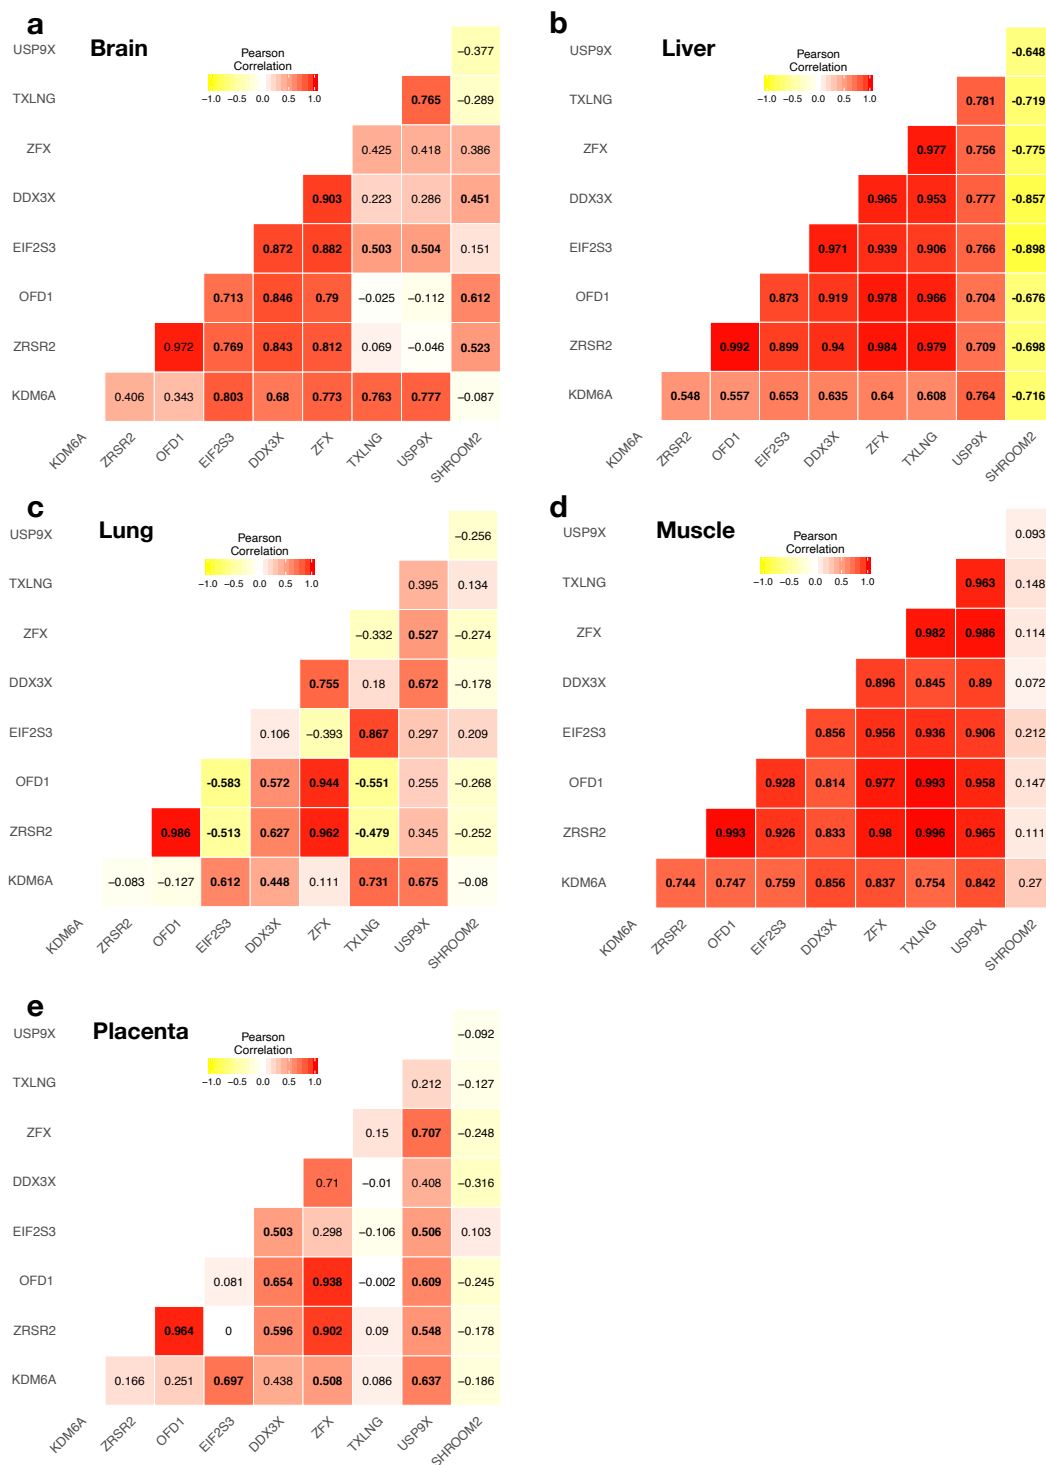 a
Brain
Pearson
Correlation
−1.0 −0.5 0.0 0.5 1.0
USP9X −0.377
TXLNG 0.765 −0.289
ZFX 0.425 0.418 0.386
DDX3X 0.903 0.223 0.286 0.451
EIF2S3 0.872 0.882 0.503 0.504 0.151
OFD1 0.713 0.846 0.79 −0.025 −0.112 0.612
ZRSR2 0.972 0.769 0.843 0.812 0.069 −0.046 0.523
KDM6A 0.406 0.343 0.803 0.68 0.773 0.763 0.777 −0.087
KDM6A ZRSR2 OFD1 EIF2S3 DDX3X ZFX TXLNG USP9X SHROOM2
b
Liver
Pearson
Correlation
−1.0 −0.5 0.0 0.5 1.0
USP9X −0.648
TXLNG 0.781 −0.719
ZFX 0.977 0.756 −0.775
DDX3X 0.965 0.953 0.777 −0.857
EIF2S3 0.971 0.939 0.906 0.766 −0.898
OFD1 0.873 0.919 0.978 0.966 0.704 −0.676
ZRSR2 0.992 0.899 0.94 0.984 0.979 0.709 −0.698
KDM6A 0.548 0.557 0.653 0.635 0.64 0.608 0.764 −0.716
KDM6A ZRSR2 OFD1 EIF2S3 DDX3X ZFX TXLNG USP9X SHROOM2
c
Lung
Pearson
Correlation
−1.0 −0.5 0.0 0.5 1.0
USP9X −0.256
TXLNG 0.395 0.134
ZFX −0.332 0.527 −0.274
DDX3X 0.755 0.18 0.672 −0.178
EIF2S3 0.106 −0.393 0.867 0.297 0.209
OFD1 -0.583 0.572 0.944 -0.551 0.255 −0.268
ZRSR2 0.986 -0.513 0.627 0.962 -0.479 0.345 −0.252
KDM6A −0.083 −0.127 0.612 0.448 0.111 0.731 0.675 −0.08
KDM6A ZRSR2 OFD1 EIF2S3 DDX3X ZFX TXLNG USP9X SHROOM2
d
Muscle
Pearson
Correlation
−1.0 −0.5 0.0 0.5 1.0
USP9X 0.093
TXLNG 0.963 0.148
ZFX 0.982 0.986 0.114
DDX3X 0.896 0.845 0.89 0.072
EIF2S3 0.856 0.956 0.936 0.906 0.212
OFD1 0.928 0.814 0.977 0.993 0.958 0.147
ZRSR2 0.993 0.926 0.833 0.98 0.996 0.965 0.111
KDM6A 0.744 0.747 0.759 0.856 0.837 0.754 0.842 0.27
KDM6A ZRSR2 OFD1 EIF2S3 DDX3X ZFX TXLNG USP9X SHROOM2
e
Placenta
Pearson
Correlation
−1.0 −0.5 0.0 0.5 1.0
USP9X −0.092
TXLNG 0.212 −0.127
ZFX 0.15 0.707 −0.248
DDX3X 0.71 −0.01 0.408 −0.316
EIF2S3 0.503 0.298 −0.106 0.506 0.103
OFD1 0.081 0.654 0.938 −0.002 0.609 −0.245
ZRSR2 0.964 0 0.596 0.902 0.09 0.548 −0.178
KDM6A 0.166 0.251 0.697 0.438 0.508 0.086 0.637 −0.186
KDM6A ZRSR2 OFD1 EIF2S3 DDX3X ZFX TXLNG USP9X SHROOM2